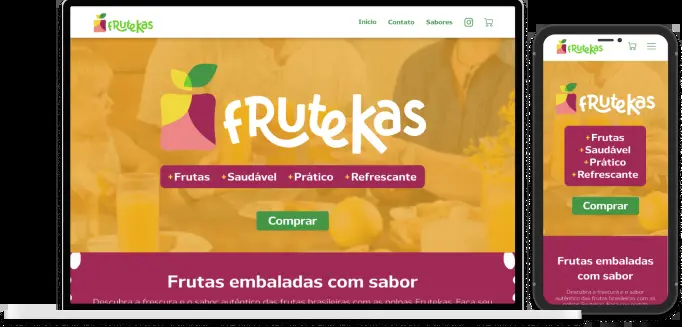 fRuteKas
Início Contato Sabores
fRuteKas
+Frutas +Saudável +Prático +Refrescante
Comprar
Frutas embaladas com sabor
Descubra a frescura e o sabor autêntico das frutas brasileiras com as polpas Frutekas. Faça seu
fRuteKas
fRuteKas
+Frutas
+Saudável
+Prático
+Refrescante
Comprar
Frutas embaladas
com sabor
Descubra a frescura e o sabor
autêntico das frutas brasileiras com as